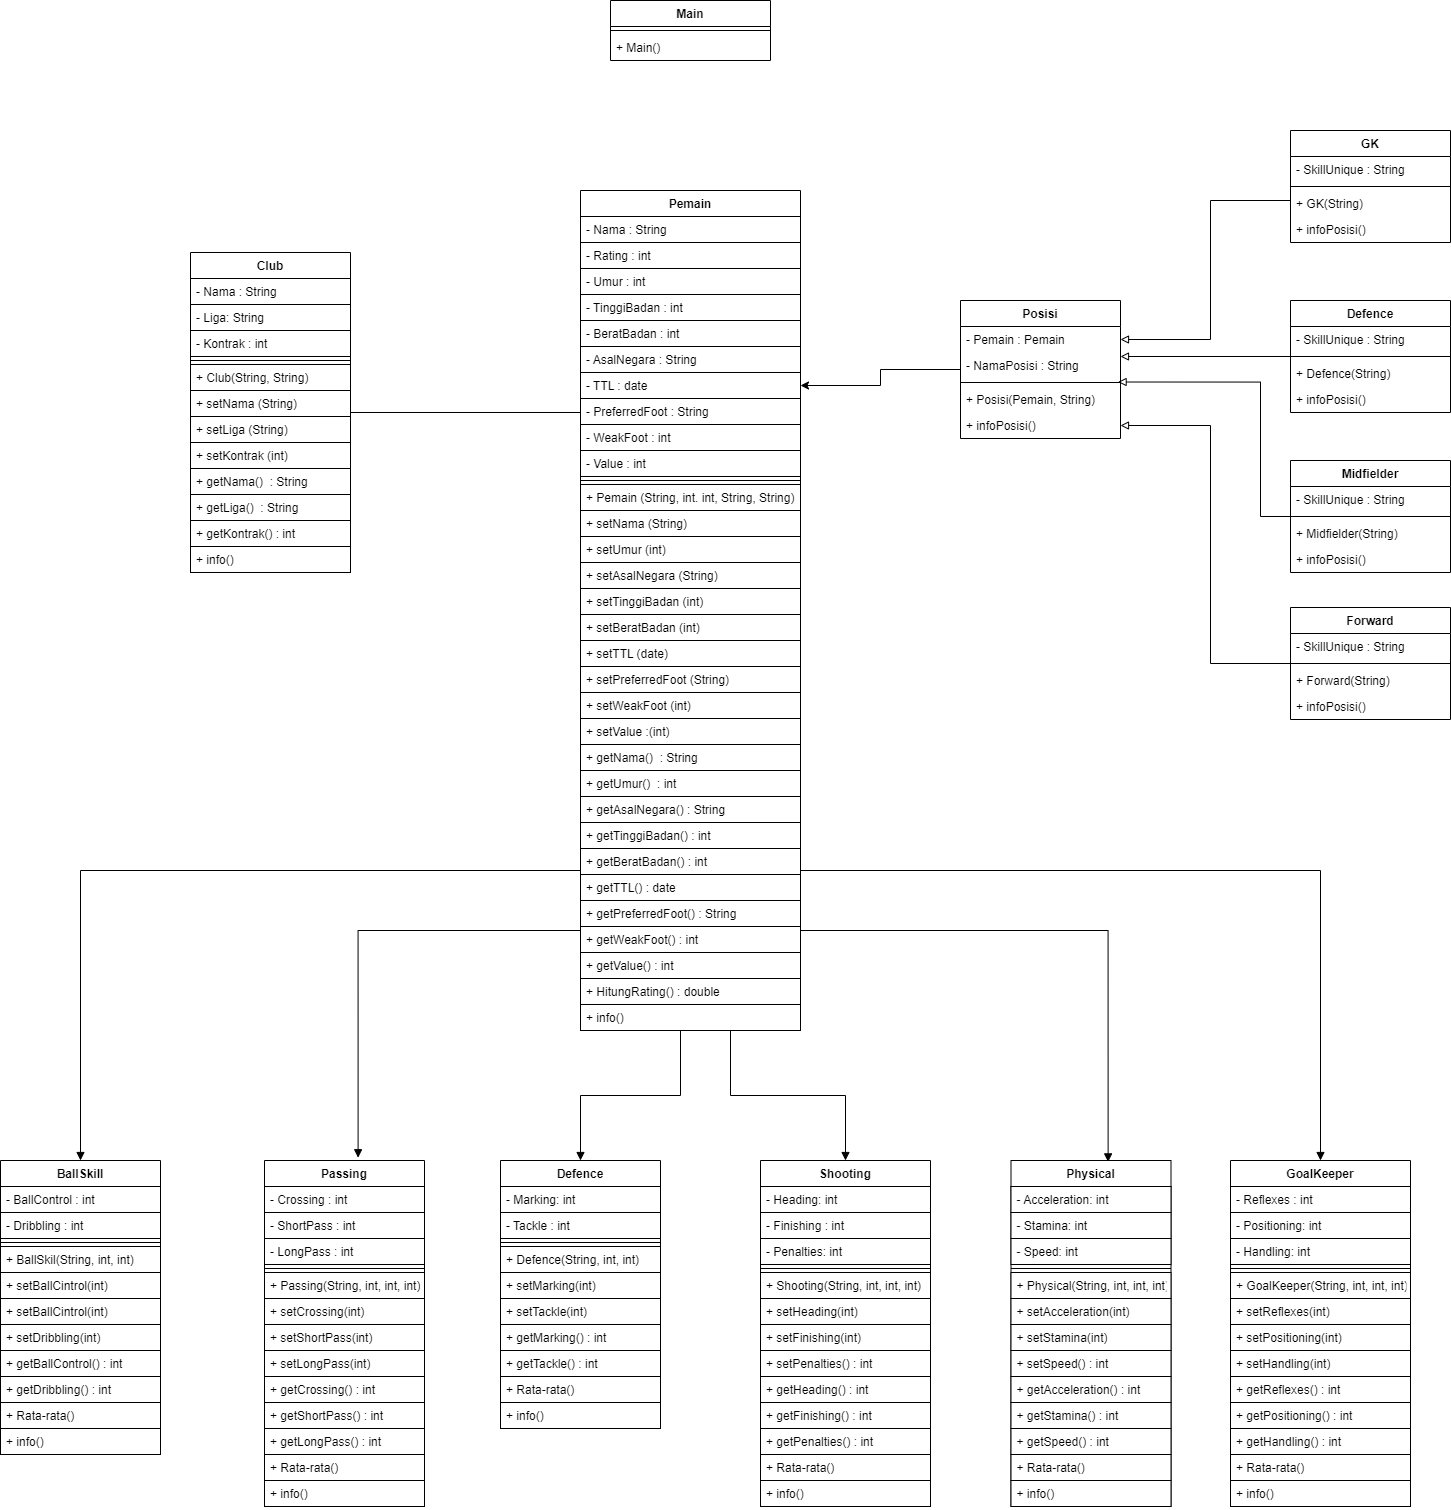 Main
+ Main()
GK
- SkillUnique : String
+ GK(String)
+ infoPosisi()
Pemain
- Nama : String
- Rating : int
- Umur : int
- TinggiBadan : int
- BeratBadan : int
- AsalNegara : String
- TTL : date
- PreferredFoot : String
- WeakFoot : int
- Value : int
+ Pemain (String, int. int, String, String)
+ setNama (String)
+ setUmur (int)
+ setAsalNegara (String)
+ setTinggiBadan (int)
+ setBeratBadan (int)
+ setTTL (date)
+ setPreferredFoot (String)
+ setWeakFoot (int)
+ setValue :(int)
+ getNama() : String
+ getUmur() : int
+ getAsalNegara() : String
+ getTinggiBadan() : int
+ getBeratBadan() : int
+ getTTL() : date
+ getPreferredFoot() : String
+ getWeakFoot() : int
+ getValue() : int
+ HitungRating() : double
+ info()
Club
- Nama : String
- Liga: String
- Kontrak : int
+ Club(String, String)
+ setNama (String)
+ setLiga (String)
+ setKontrak (int)
+ getNama() : String
+ getLiga() : String
+ getKontrak() : int
+ info()
Posisi
- Pemain : Pemain
- NamaPosisi : String
+ Posisi(Pemain, String)
+ infoPosisi()
Defence
- SkillUnique : String
+ Defence(String)
+ infoPosisi()
Midfielder
- SkillUnique : String
+ Midfielder(String)
+ infoPosisi()
Forward
- SkillUnique : String
+ Forward(String)
+ infoPosisi()
BallSkill
- BallControl : int
- Dribbling : int
+ BallSkil(String, int, int)
+ setBallCintrol(int)
+ setBallCintrol(int)
+ setDribbling(int)
+ getBallControl() : int
+ getDribbling() : int
+ Rata-rata()
+ info()
Passing
- Crossing : int
- ShortPass : int
- LongPass : int
+ Passing(String, int, int, int)
+ setCrossing(int)
+ setShortPass(int)
+ setLongPass(int)
+ getCrossing() : int
+ getShortPass() : int
+ getLongPass() : int
+ Rata-rata()
+ info()
Defence
- Marking: int
- Tackle : int
+ Defence(String, int, int)
+ setMarking(int)
+ setTackle(int)
+ getMarking() : int
+ getTackle() : int
+ Rata-rata()
+ info()
Shooting
- Heading: int
- Finishing : int
- Penalties: int
+ Shooting(String, int, int, int)
+ setHeading(int)
+ setFinishing(int)
+ setPenalties() : int
+ getHeading() : int
+ getFinishing() : int
+ getPenalties() : int
+ Rata-rata()
+ info()
Physical
- Acceleration: int
- Stamina: int
- Speed: int
+ Physical(String, int, int, int)
+ setAcceleration(int)
+ setStamina(int)
+ setSpeed() : int
+ getAcceleration() : int
+ getStamina() : int
+ getSpeed() : int
+ Rata-rata()
+ info()
GoalKeeper
- Reflexes : int
- Positioning: int
- Handling: int
+ GoalKeeper(String, int, int, int)
+ setReflexes(int)
+ setPositioning(int)
+ setHandling(int)
+ getReflexes() : int
+ getPositioning() : int
+ getHandling() : int
+ Rata-rata()
+ info()